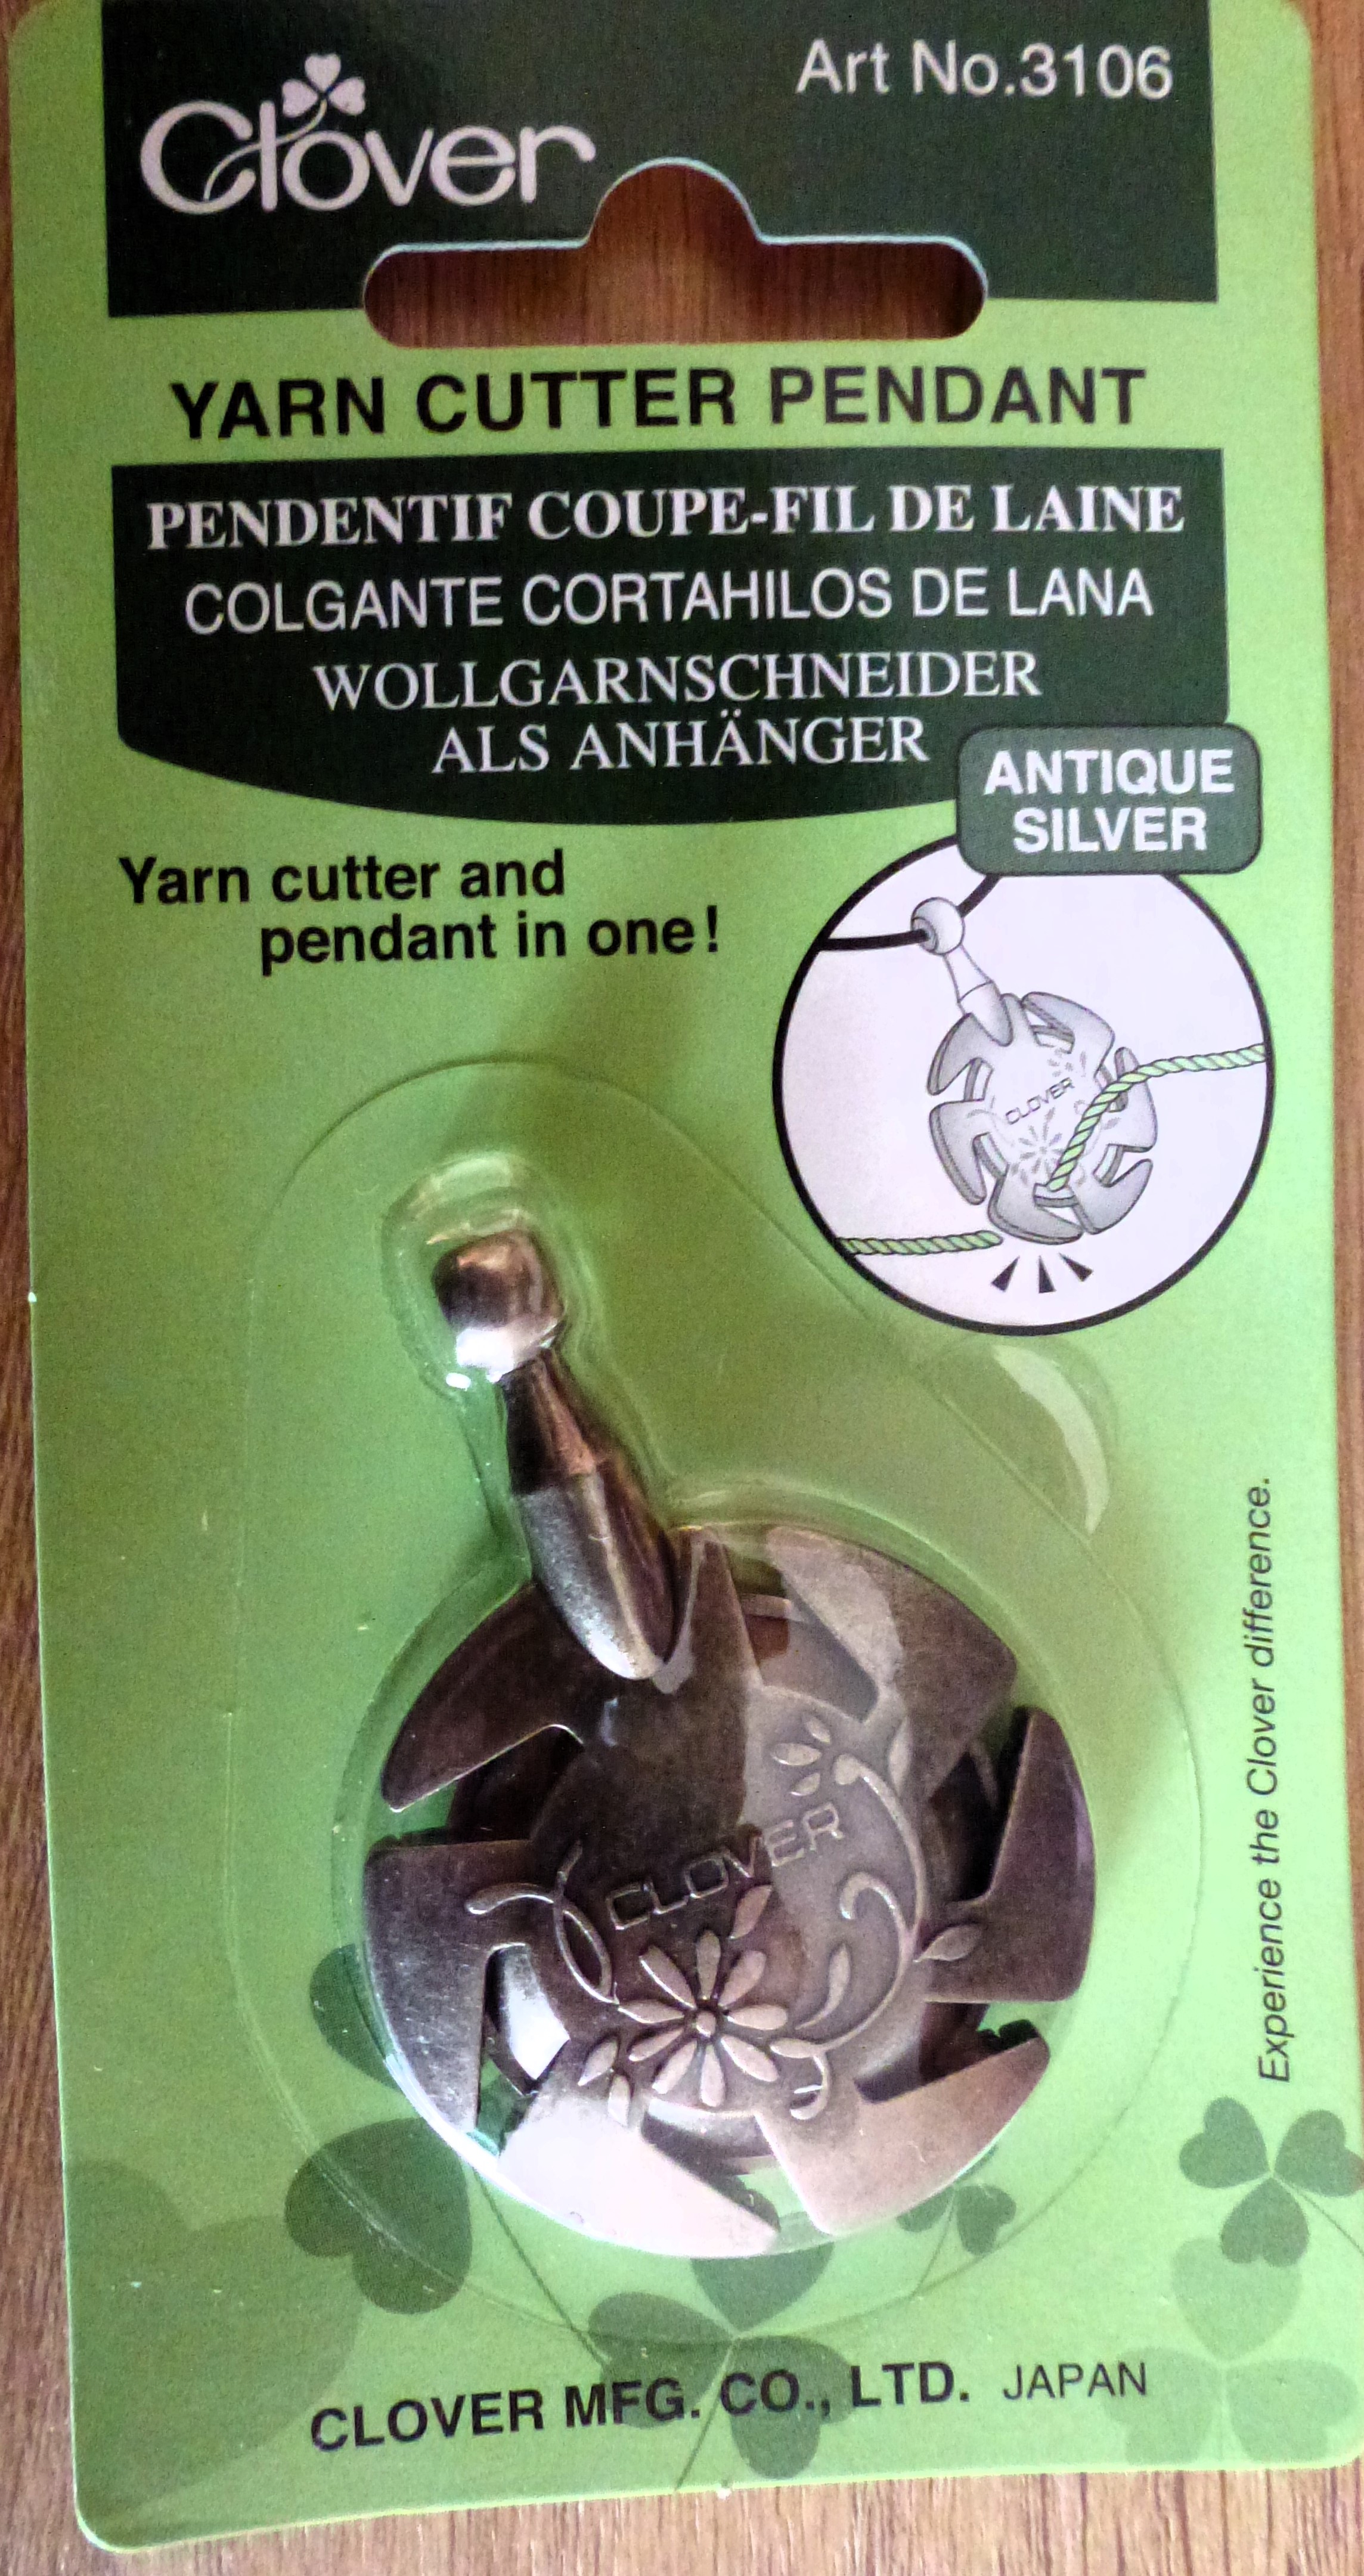 Clover
Art No.3106
YARN CUTTER PENDANT
PENDENTIF COUPE-FIL DE LAINE
COLGANTE CORTAHILOS DE LANA
WOLLGARNSCHNEIDER
ALS ANHÄNGER
ANTIQUE
SILVER
Yarn cutter and
pendant in one!
CLOVER
CLOVER
Experience the Clover difference.
CLOVER MFG. CO., LTD. JAPAN